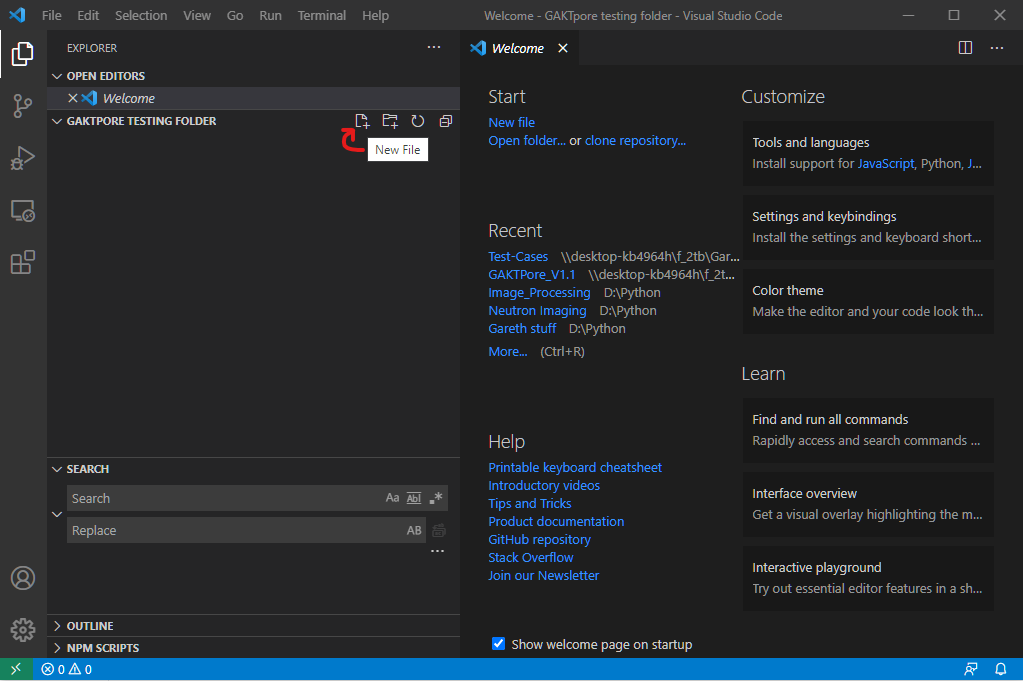 File Edit Selection View Go Run Terminal Help Welcome - GAKTpore testing folder - Visual Studio Code
EXPLORER
OPEN EDITORS
Welcome
GAKTPORE TESTING FOLDER
New File
SEARCH
Search Aa Abl
Replace AB
OUTLINE
NPM SCRIPTS
Welcome
Start
New file
Open folder... or clone repository...
Recent
Test-Cases \\desktop-kb4964h\f_2tb\Gar...
GAKTPore_V1.1 \\desktop-kb4964h\f_2t...
Image_Processing D:\Python
Neutron Imaging D:\Python
Gareth stuff D:\Python
More... (Ctrl+R)
Help
Printable keyboard cheatsheet
Introductory videos
Tips and Tricks
Product documentation
GitHub repository
Stack Overflow
Join our Newsletter
Show welcome page on startup
Customize
Tools and languages
Install support for JavaScript, Python, J...
Settings and keybindings
Install the settings and keyboard short...
Color theme
Make the editor and your code look th...
Learn
Find and run all commands
Rapidly access and search commands ...
Interface overview
Get a visual overlay highlighting the m...
Interactive playground
Try out essential editor features in a sh...
0 0